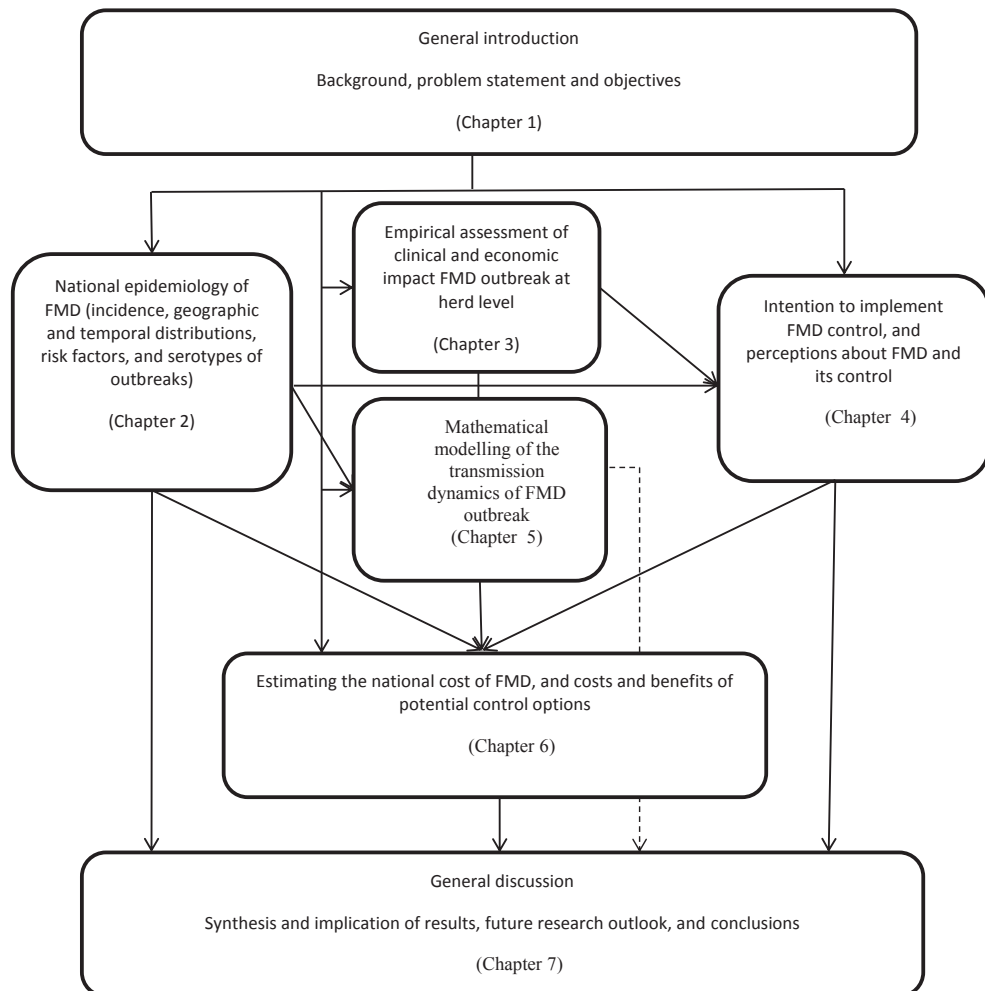 General introduction
Background, problem statement and objectives
(Chapter 1)
Empirical assessment of
clinical and economic
impact FMD outbreak at
herd level
(Chapter 3)
National epidemiology of
FMD (incidence, geographic
and temporal distributions,
risk factors, and serotypes of
outbreaks)
(Chapter 2)
Intention to implement
FMD control, and
perceptions about FMD and
its control
(Chapter 4)
Mathematical
modelling of the
transmission
dynamics of FMD
outbreak
(Chapter 5)
Estimating the national cost of FMD, and costs and benefits of
potential control options
(Chapter 6)
General discussion
Synthesis and implication of results, future research outlook, and conclusions
(Chapter 7)